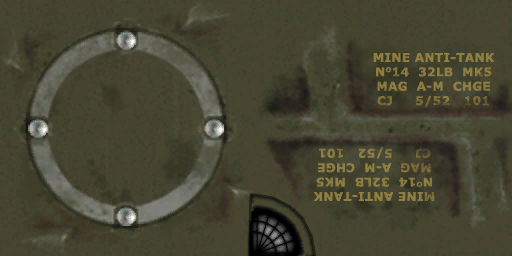 MINE ANTI-TANK
Nº14 32LB MK5
MAG A-M CHGE
CJ 5/52 101
MINE ANTI-TANK
Nº14 32LB MK5
MAG A-M CHGE
CJ 5/52 101